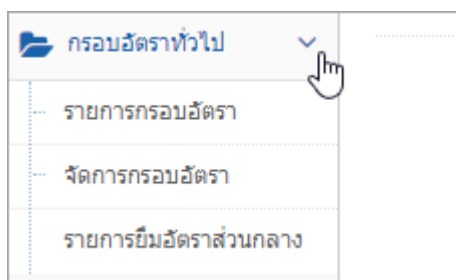 กรอบอัตราทั่วไป
รายการกรอบอัตรา
จัดการกรอบอัตรา
รายการยืมอัตราส่วนกลาง